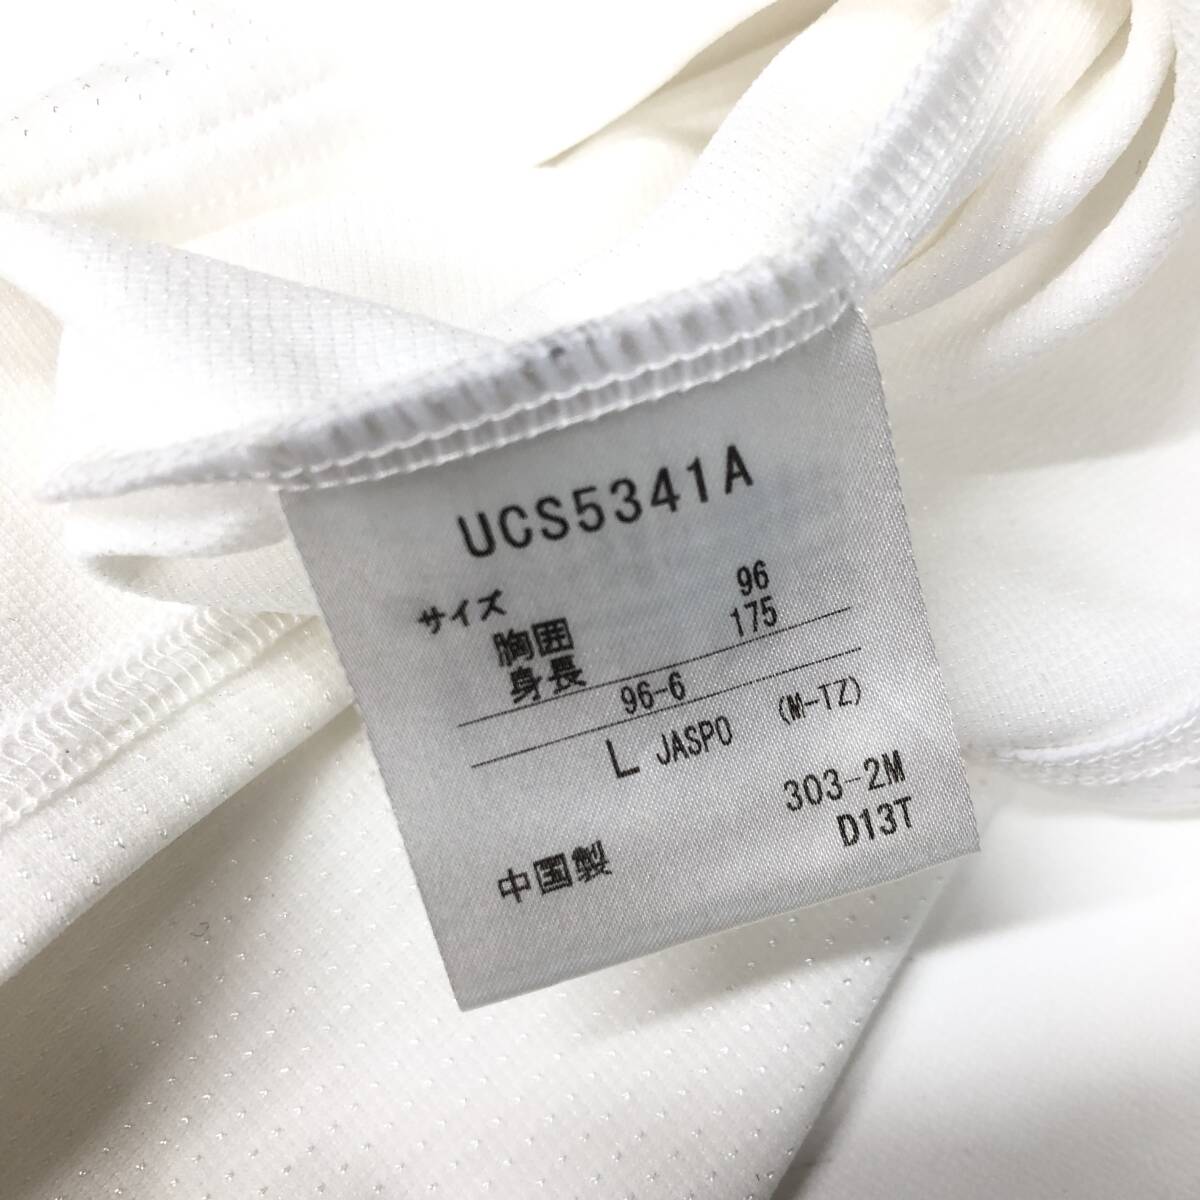 UCS5341A
サイズ
胸囲 96
身長 175
96-6
L JASPO (M-TZ)
303-2M
D13T
中国製